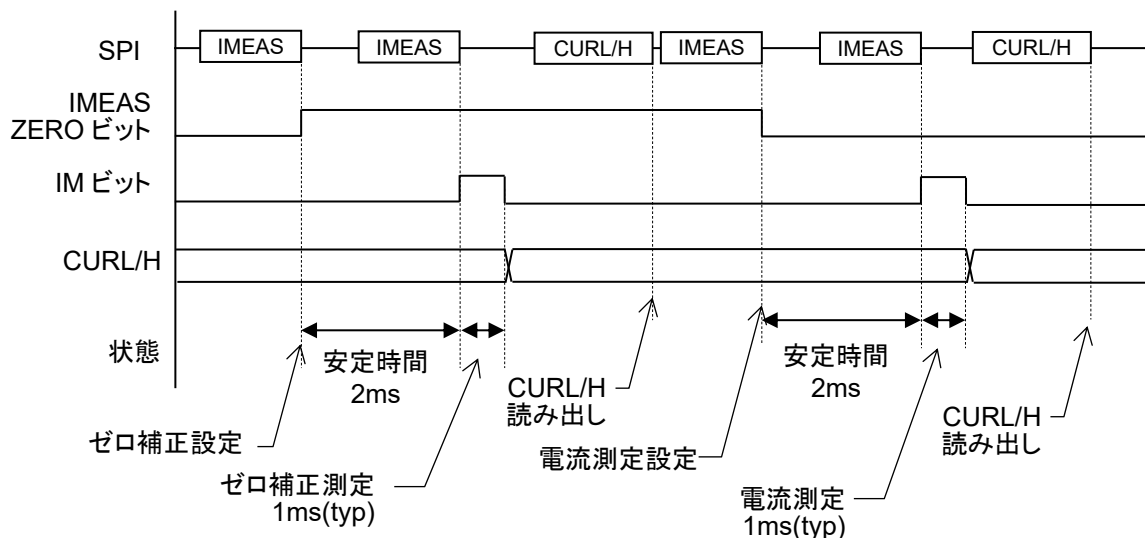 SPI
IMEAS
IMEAS
CURL/H
IMEAS
IMEAS
CURL/H
IMEAS
ZERO ビット
IM ビット
CURL/H
状態
安定時間
2ms
CURL/H
読み出し
安定時間
2ms
CURL/H
読み出し
ゼロ補正設定
電流測定設定
ゼロ補正測定
1ms(typ)
電流測定
1ms(typ)